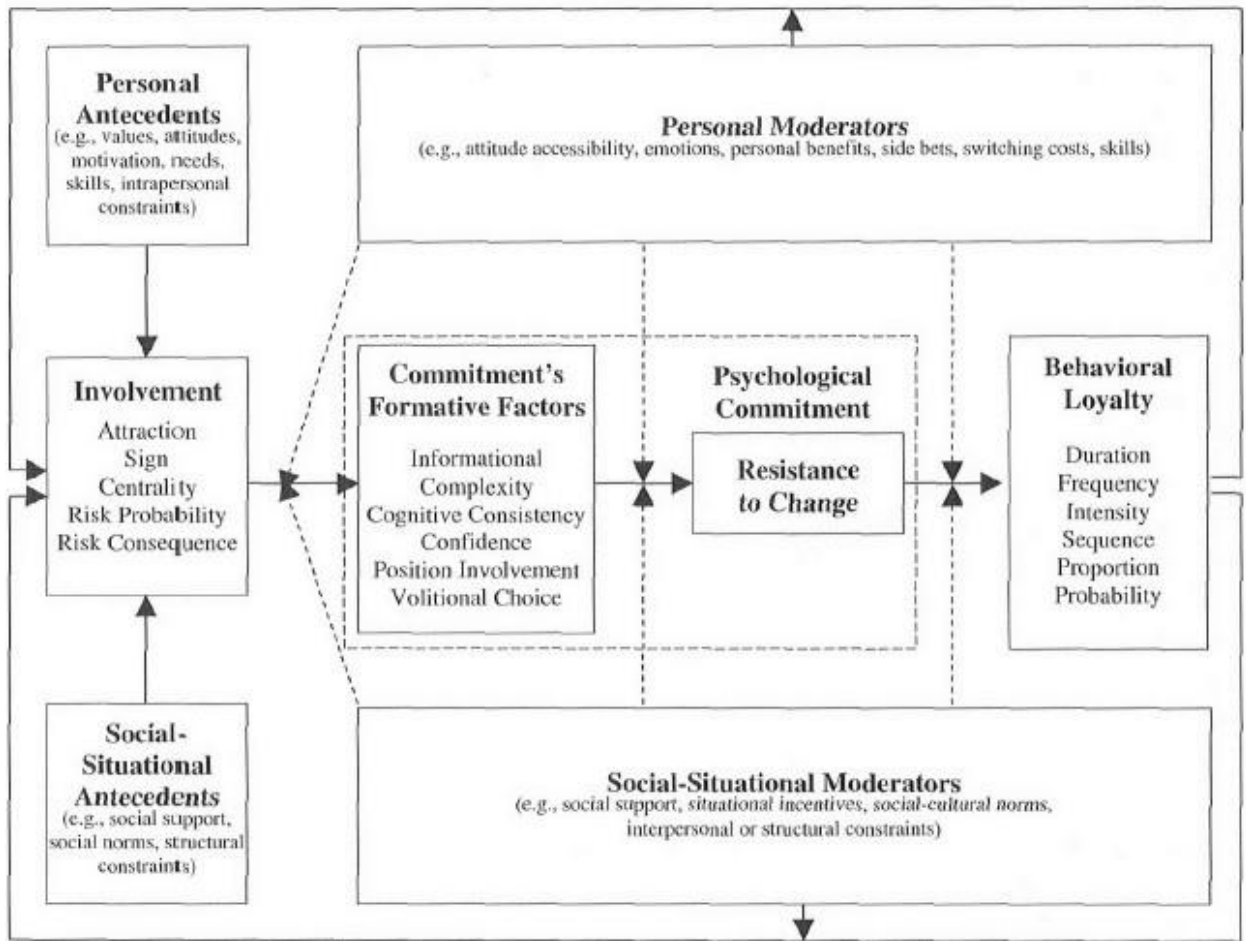 Personal
Antecedents
(e.g., values, attitudes,
motivation, needs,
skills, intrapersonal
constraints)
Personal Moderators
(e.g., attitude accessibility, emotions, personal benefits, side bets, switching costs, skills)
Involvement
Attraction
Sign
Centrality
Risk Probability
Risk Consequence
Commitment's
Formative Factors
Informational
Complexity
Cognitive Consistency
Confidence
Position Involvement
Volitional Choice
Psychological
Commitment
Resistance
to Change
Behavioral
Loyalty
Duration
Frequency
Intensity
Sequence
Proportion
Probability
Social-
Situational
Antecedents
(e.g., social support,
social norms, structural
constraints)
Social-Situational Moderators
(e.g., social support, situational incentives, social-cultural norms,
interpersonal or structural constraints)